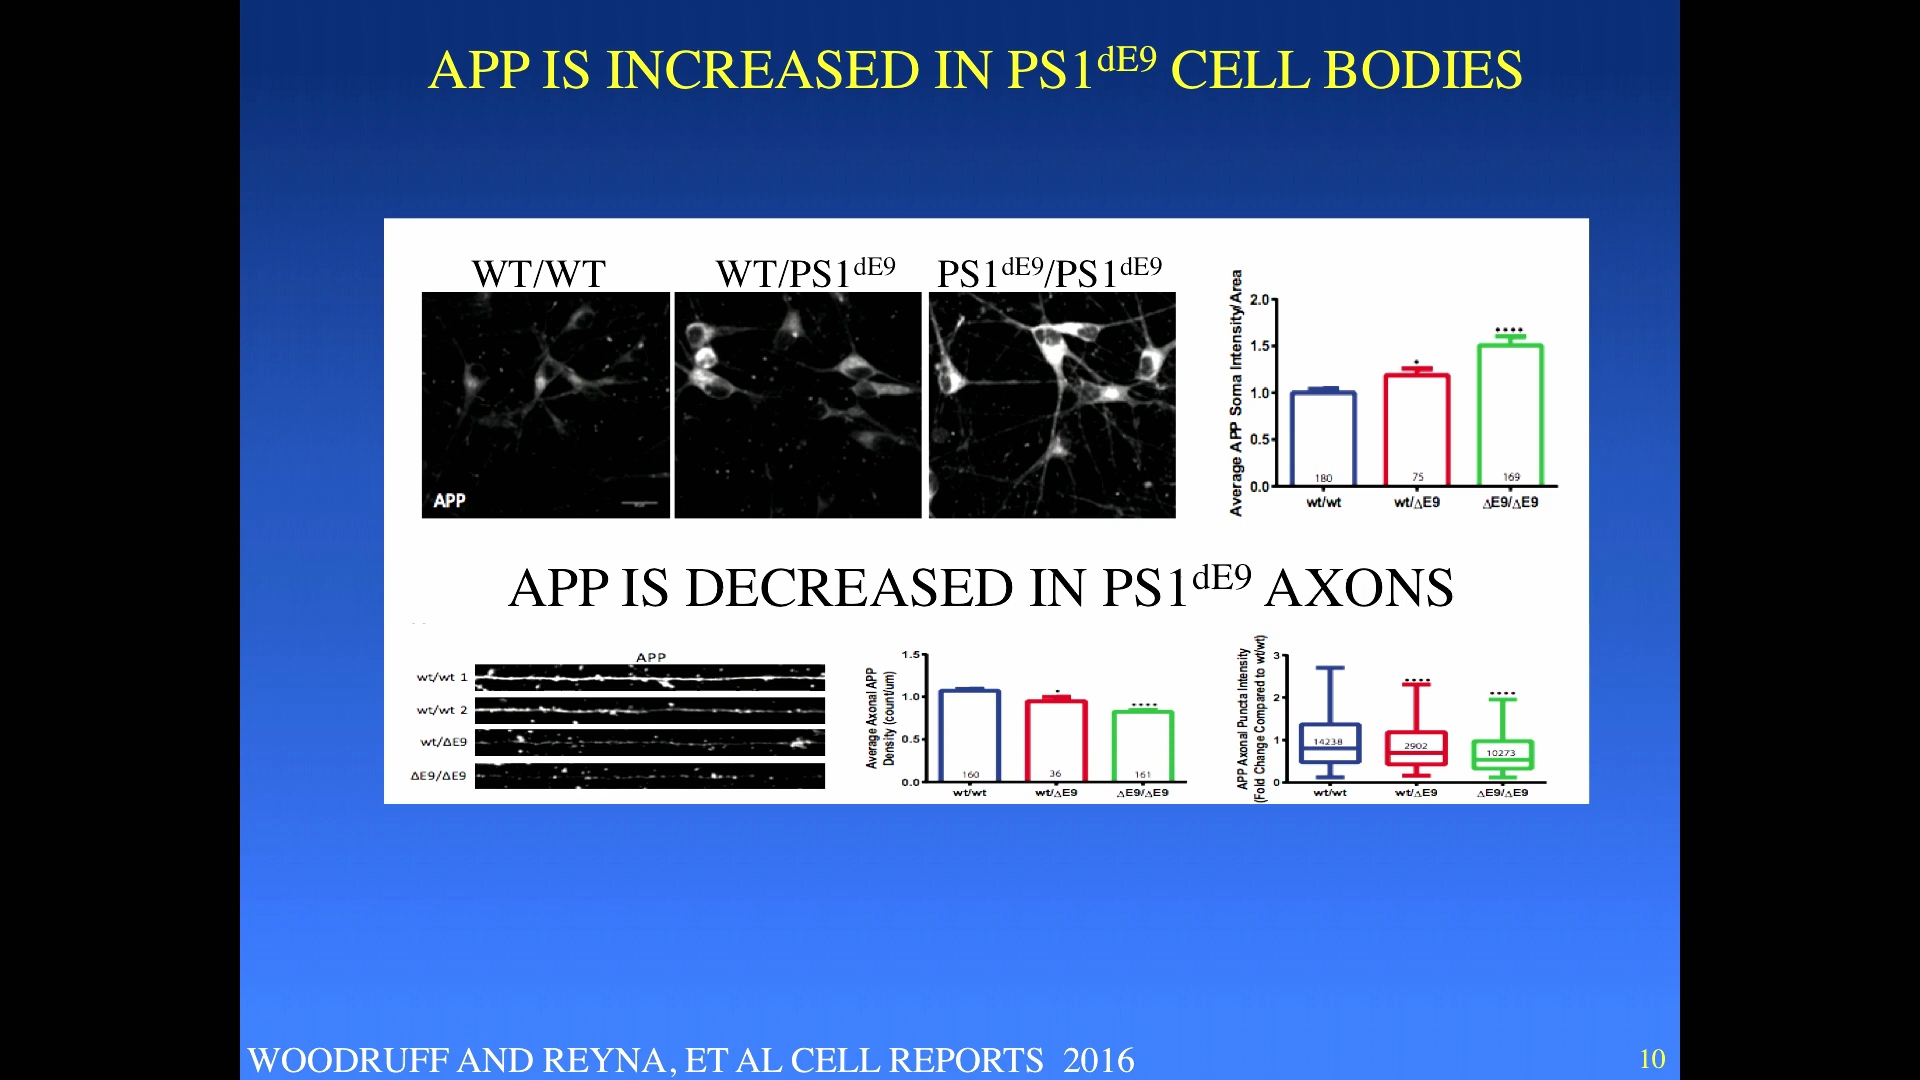 APP IS INCREASED IN PS1dE9 CELL BODIES
WT/WT
WT/PS1dE9
PS1dE9/PS1dE9
APP
Average APP Soma Intensity/Area
2.0
1.5
1.0
0.5
0.0
****
*
180
75
169
wt/wt
wt/ΔE9
ΔE9/ΔE9
APP IS DECREASED IN PS1dE9 AXONS
APP
wt/wt 1
wt/wt 2
wt/ΔE9
ΔE9/ΔE9
Average Axonal APP
Density (count/um)
1.5
1.0
0.5
0.0
*
****
160
36
161
wt/wt
wt/ΔE9
ΔE9/ΔE9
APP Axonal Puncta Intensity
(Fold Change Compared to wt/wt)
3
2
1
0
****
****
14238
2902
10273
wt/wt
wt/ΔE9
ΔE9/ΔE9
WOODRUFF AND REYNA, ET AL CELL REPORTS 2016
10